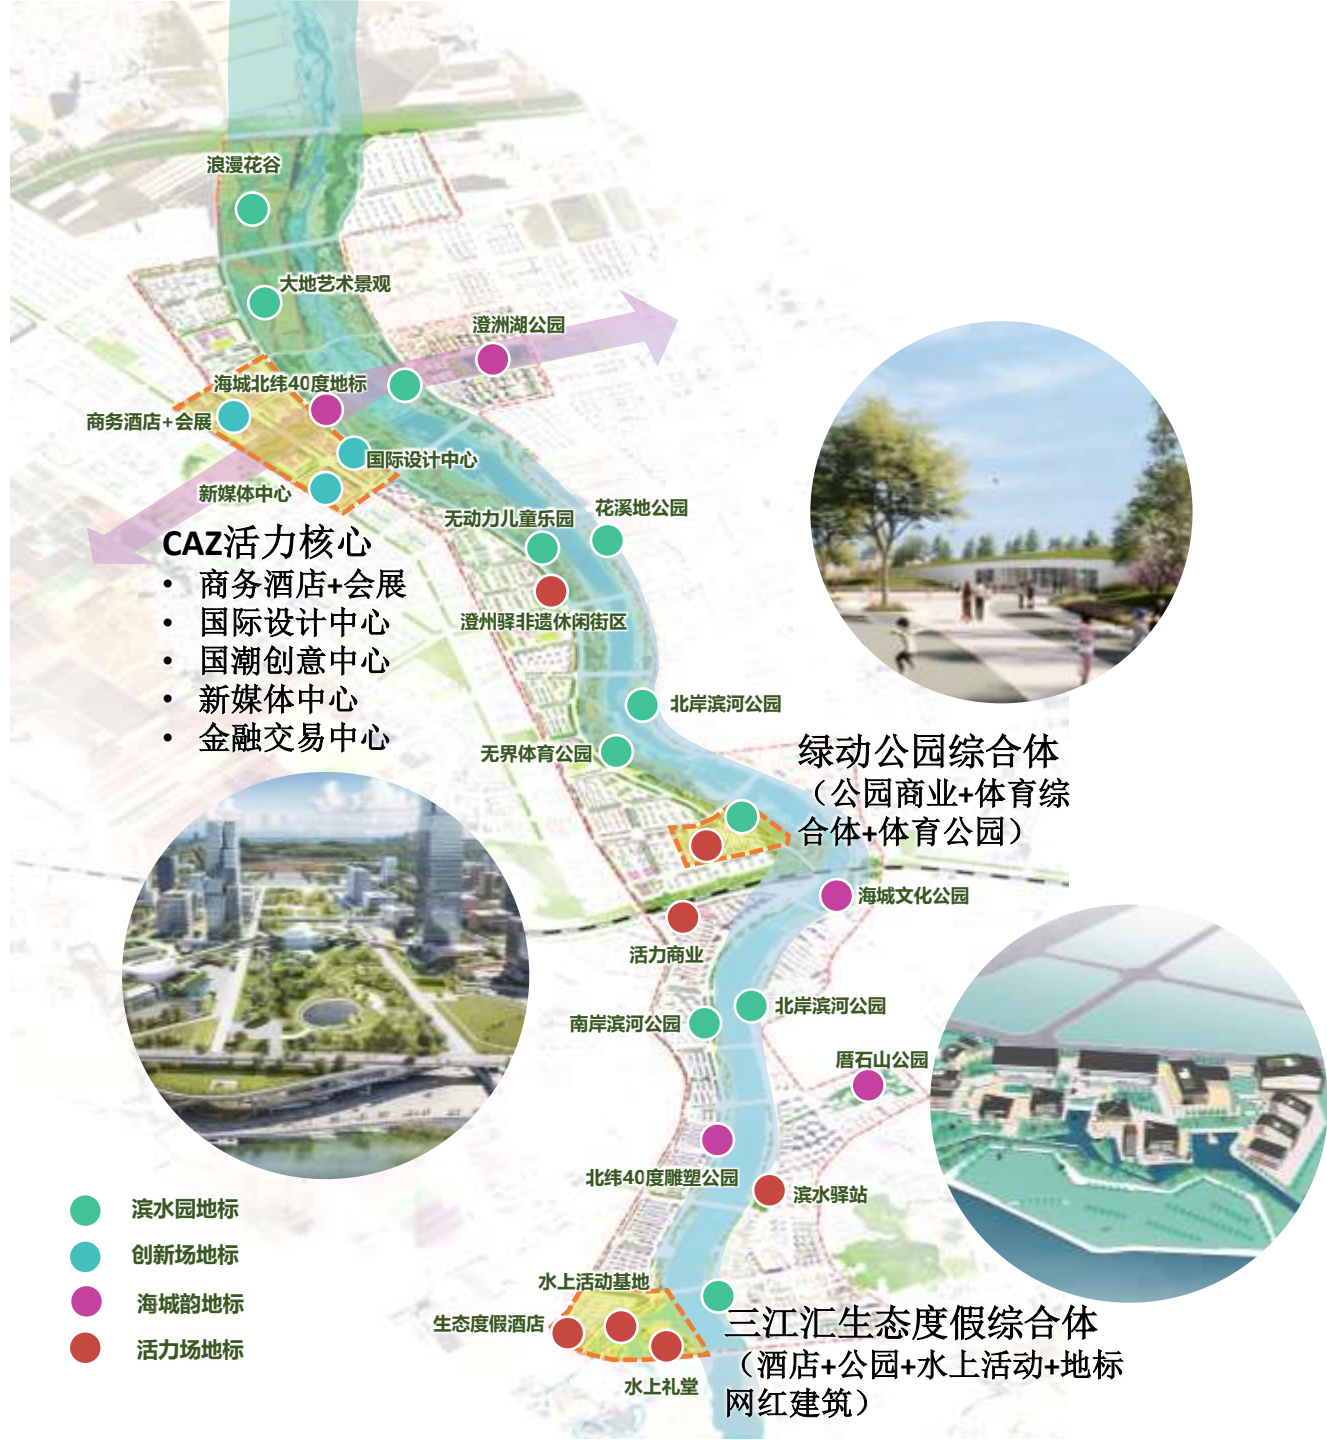 浪漫花谷
大地艺术景观
澄洲湖公园
海城北纬40度地标
商务酒店+会展
国际设计中心
新媒体中心
花溪地公园
无动力儿童乐园
CAZ活力核心
• 商务酒店+会展
• 国际设计中心
• 国潮创意中心
• 新媒体中心
• 金融交易中心
澄州驿非遗休闲街区
北岸滨河公园
无界体育公园
绿动公园综合体
（公园商业+体育综
合体+体育公园）
海城文化公园
活力商业
北岸滨河公园
南岸滨河公园
厝石山公园
北纬40度雕塑公园
滨水驿站
滨水园地标
创新场地标
海城韵地标
活力场地标
水上活动基地
生态度假酒店
水上礼堂
三江汇生态度假综合体
（酒店+公园+水上活动+地标
网红建筑）